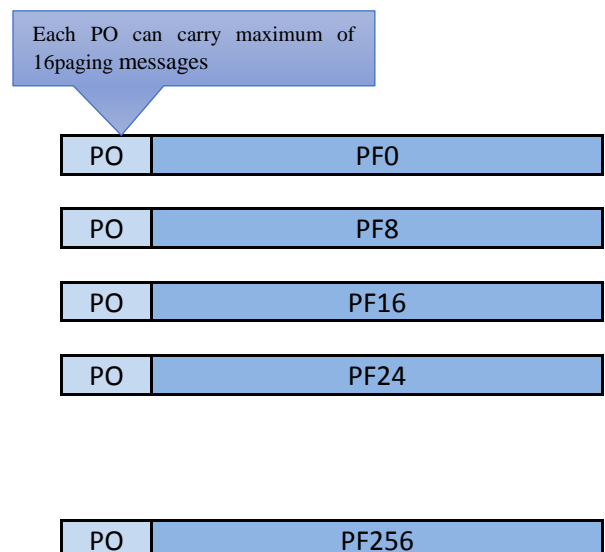 Each PO can carry maximum of
16paging messages
PO PF0
PO PF8
PO PF16
PO PF24
PO PF256